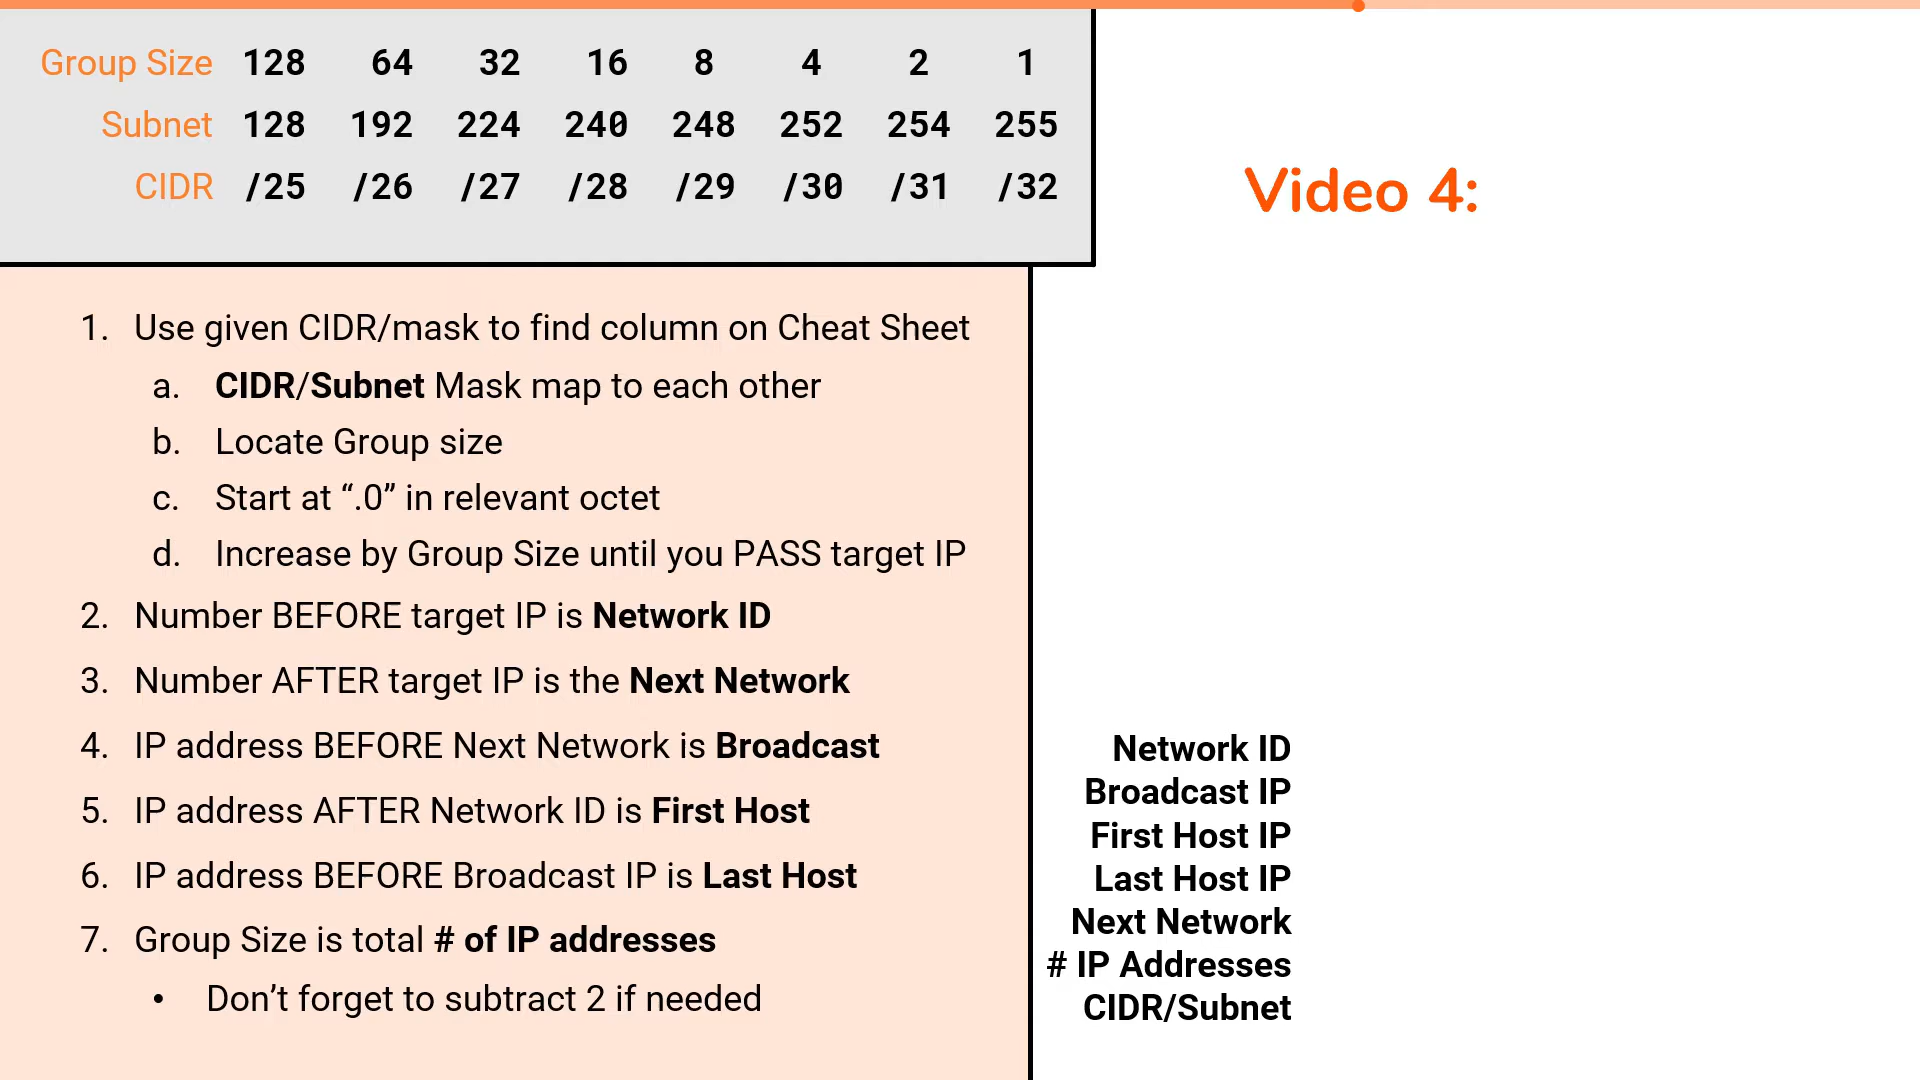 Group Size 128 64 32 16 8 4 2 1
Subnet 128 192 224 240 248 252 254 255
CIDR /25 /26 /27 /28 /29 /30 /31 /32
Video 4:
1. Use given CIDR/mask to find column on Cheat Sheet
a. CIDR/Subnet Mask map to each other
b. Locate Group size
c. Start at “.0” in relevant octet
d. Increase by Group Size until you PASS target IP
2. Number BEFORE target IP is Network ID
3. Number AFTER target IP is the Next Network
4. IP address BEFORE Next Network is Broadcast
5. IP address AFTER Network ID is First Host
6. IP address BEFORE Broadcast IP is Last Host
7. Group Size is total # of IP addresses
• Don’t forget to subtract 2 if needed
Network ID
Broadcast IP
First Host IP
Last Host IP
Next Network
# IP Addresses
CIDR/Subnet